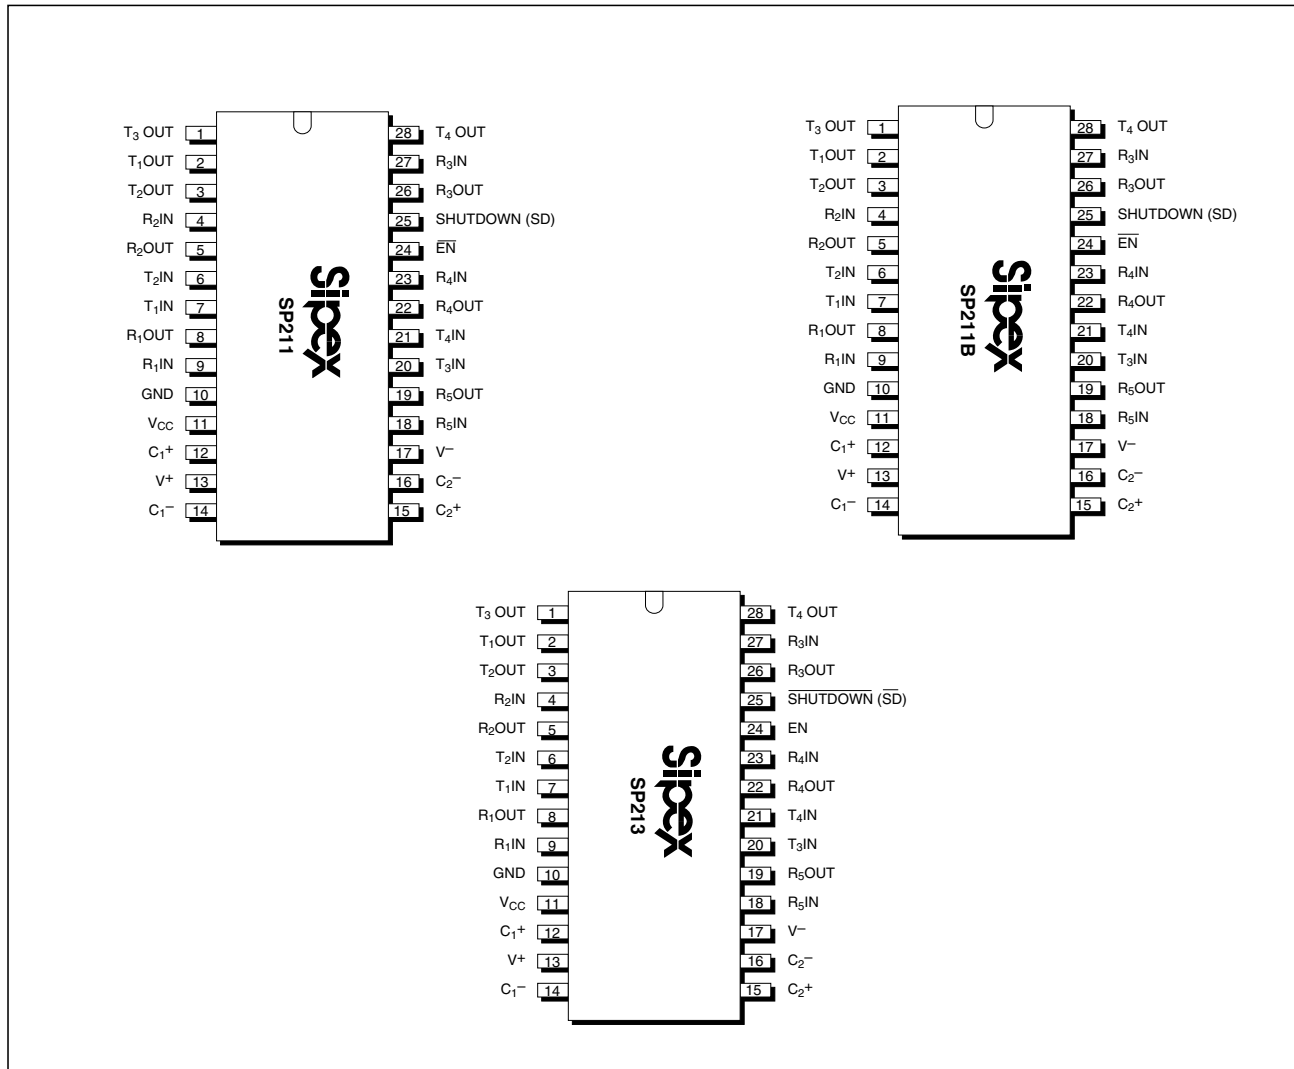 T3 OUT 1 28 T4 OUT
T1OUT 2 27 R3IN
T2OUT 3 26 R3OUT
R2IN 4 25 SHUTDOWN (SD)
R2OUT 5 24 E̅N̅
T2IN 6 23 R4IN
T1IN 7 22 R4OUT
R1OUT 8 21 T4IN
R1IN 9 20 T3IN
GND 10 19 R5OUT
VCC 11 18 R5IN
C1+ 12 17 V–
V+ 13 16 C2–
C1– 14 15 C2+
Sipex
SP211
T3 OUT 1 28 T4 OUT
T1OUT 2 27 R3IN
T2OUT 3 26 R3OUT
R2IN 4 25 SHUTDOWN (SD)
R2OUT 5 24 E̅N̅
T2IN 6 23 R4IN
T1IN 7 22 R4OUT
R1OUT 8 21 T4IN
R1IN 9 20 T3IN
GND 10 19 R5OUT
VCC 11 18 R5IN
C1+ 12 17 V–
V+ 13 16 C2–
C1– 14 15 C2+
Sipex
SP211B
T3 OUT 1 28 T4 OUT
T1OUT 2 27 R3IN
T2OUT 3 26 R3OUT
R2IN 4 25 S̅H̅U̅T̅D̅O̅W̅N̅ (S̅D̅)
R2OUT 5 24 EN
T2IN 6 23 R4IN
T1IN 7 22 R4OUT
R1OUT 8 21 T4IN
R1IN 9 20 T3IN
GND 10 19 R5OUT
VCC 11 18 R5IN
C1+ 12 17 V–
V+ 13 16 C2–
C1– 14 15 C2+
Sipex
SP213